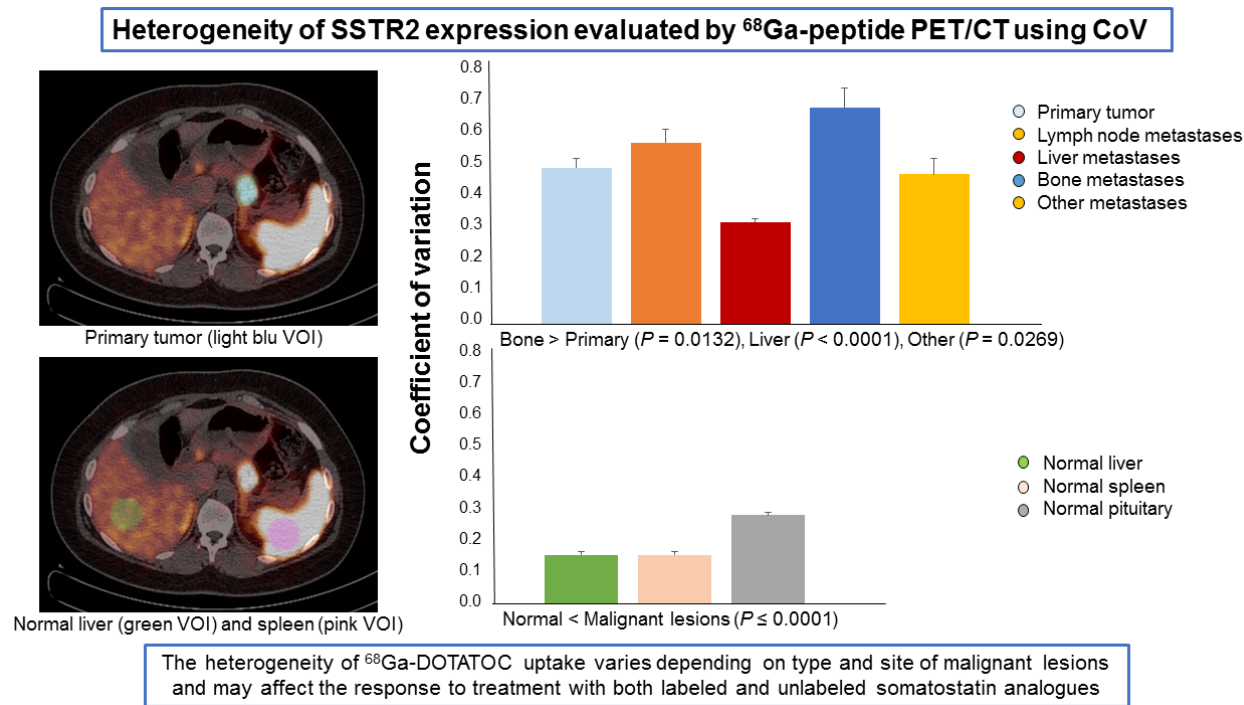 Heterogeneity of SSTR2 expression evaluated by ⁶⁸Ga-peptide PET/CT using CoV
Primary tumor (light blu VOI)
Normal liver (green VOI) and spleen (pink VOI)
Coefficient of variation
0.8
0.7
0.6
0.5
0.4
0.3
0.2
0.1
0.0
Primary tumor
Lymph node metastases
Liver metastases
Bone metastases
Other metastases
Bone > Primary (P = 0.0132), Liver (P < 0.0001), Other (P = 0.0269)
0.8
0.7
0.6
0.5
0.4
0.3
0.2
0.1
0.0
Normal liver
Normal spleen
Normal pituitary
Normal < Malignant lesions (P ≤ 0.0001)
The heterogeneity of ⁶⁸Ga-DOTATOC uptake varies depending on type and site of malignant lesions
and may affect the response to treatment with both labeled and unlabeled somatostatin analogues